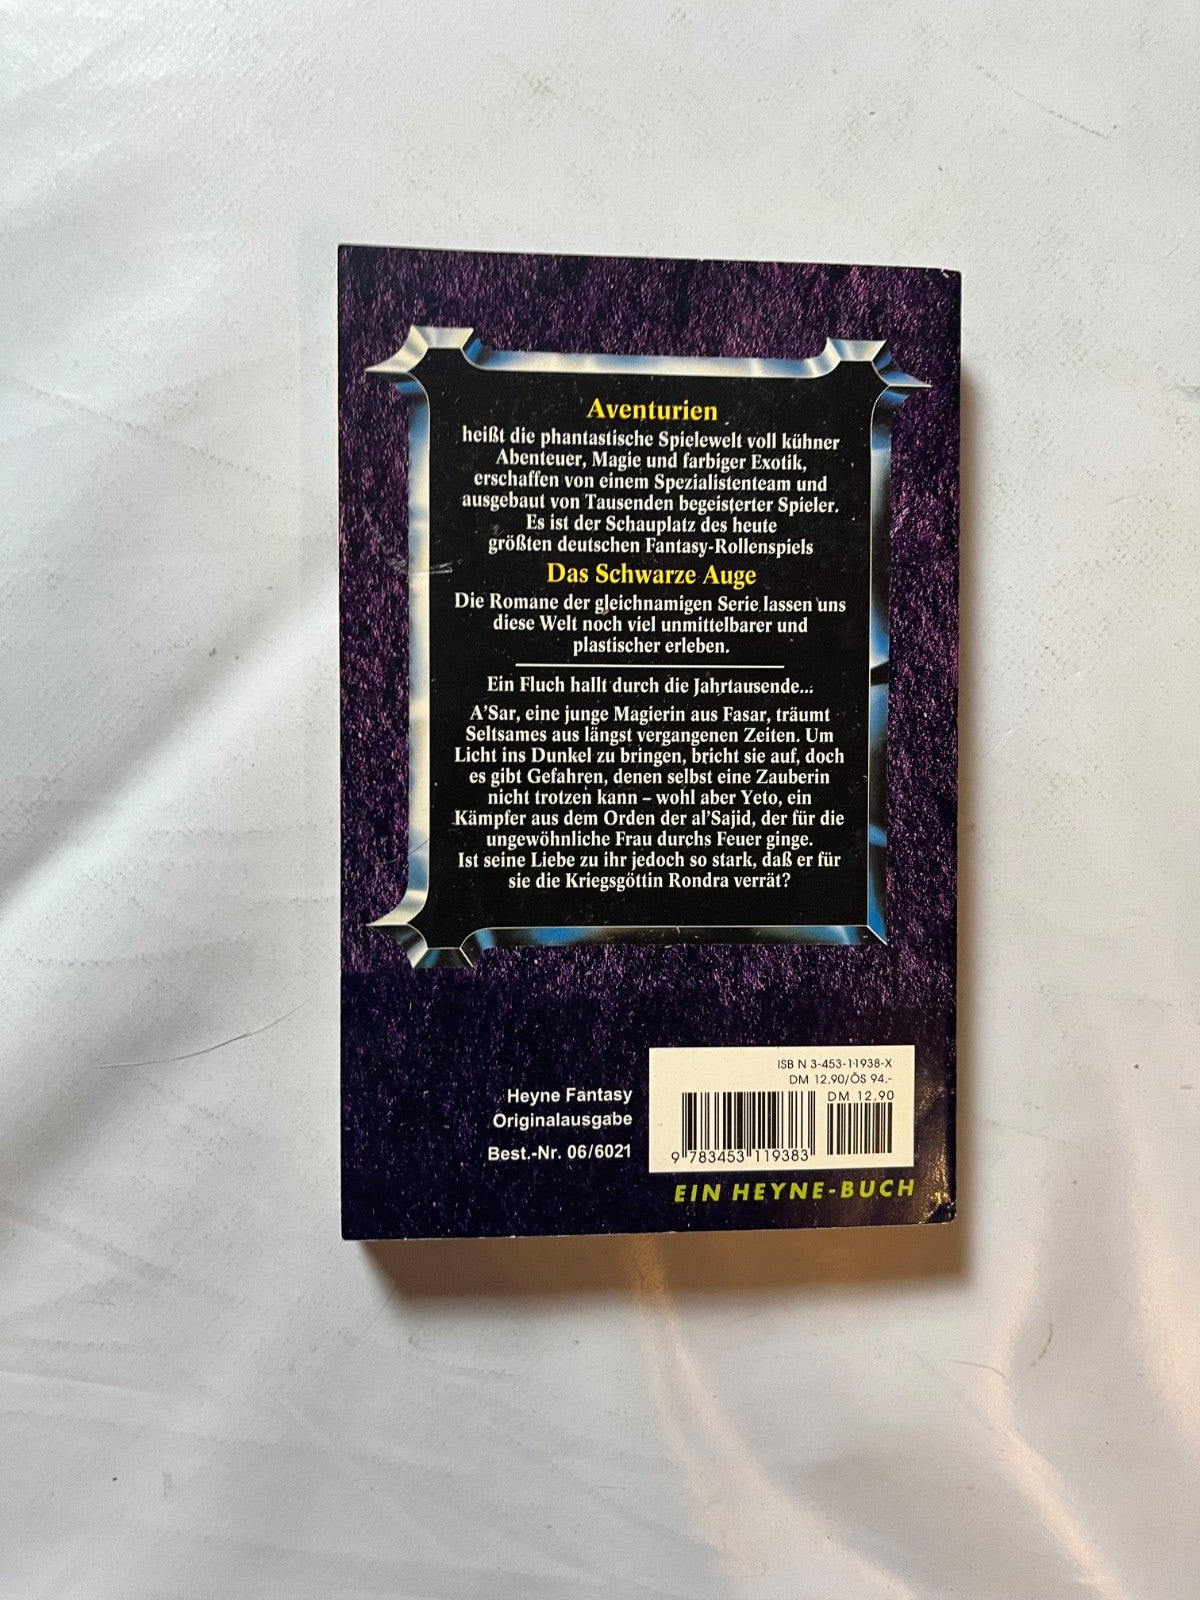 Aventurien
heißt die phantastische Spielewelt voll kühner
Abenteuer, Magie und farbiger Exotik,
erschaffen von einem Spezialistenteam und
ausgebaut von Tausenden begeisterter Spieler.
Es ist der Schauplatz des heute
größten deutschen Fantasy-Rollenspiels
Das Schwarze Auge
Die Romane der gleichnamigen Serie lassen uns
diese Welt noch viel unmittelbarer und
plastischer erleben.
Ein Fluch hallt durch die Jahrtausende...
A'Sar, eine junge Magierin aus Fasar, träumt
Seltsames aus längst vergangenen Zeiten. Um
Licht ins Dunkel zu bringen, bricht sie auf, doch
es gibt Gefahren, denen selbst eine Zauberin
nicht trotzen kann – wohl aber Yeto, ein
Kämpfer aus dem Orden der al'Sajid, der für die
ungewöhnliche Frau durchs Feuer ginge.
Ist seine Liebe zu ihr jedoch so stark, daß er für
sie die Kriegsgöttin Rondra verrät?
Heyne Fantasy
Originalausgabe
Best.-Nr. 06/6021
ISBN 3-453-11938-X
DM 12,90/ÖS 94,-
DM 12,90
9 783453 119383
EIN HEYNE-BUCH